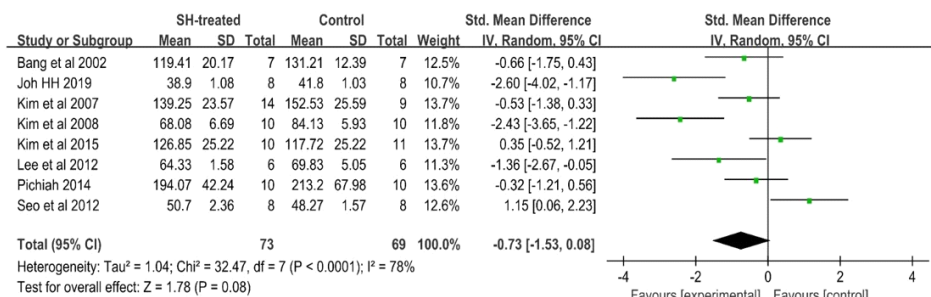 SH-treated Control Std. Mean Difference Std. Mean Difference
Study or Subgroup Mean SD Total Mean SD Total Weight IV, Random, 95% CI IV, Random, 95% CI
Bang et al 2002 119.41 20.17 7 131.21 12.39 7 12.5% -0.66 [-1.75, 0.43]
Joh HH 2019 38.9 1.08 8 41.8 1.03 8 10.7% -2.60 [-4.02, -1.17]
Kim et al 2007 139.25 23.57 14 152.53 25.59 9 13.6% -0.53 [-1.38, 0.33]
Kim et al 2008 68.08 6.69 10 84.13 5.93 10 11.9% -2.43 [-3.65, -1.22]
Kim et al 2015 126.85 25.22 10 117.72 25.22 11 13.5% 0.35 [-0.52, 1.21]
Lee et al 2012 64.33 1.58 6 69.83 5.05 6 11.5% -1.36 [-2.67, -0.05]
Pichiah 2014 194.07 42.24 10 213.2 67.98 10 13.4% -0.32 [-1.21, 0.56]
Seo et al 2012 50.7 2.36 8 48.27 1.57 8 12.6% 1.15 [0.06, 2.23]
Total (95% CI) 73 69 100.0% -0.73 [-1.53, 0.08]
Heterogeneity: Tau² = 1.04; Chi² = 32.47, df = 7 (P < 0.0001); I² = 78%
Test for overall effect: Z = 1.78 (P = 0.08)
-4 -2 0 2 4
Favours [experimental] Favours [control]